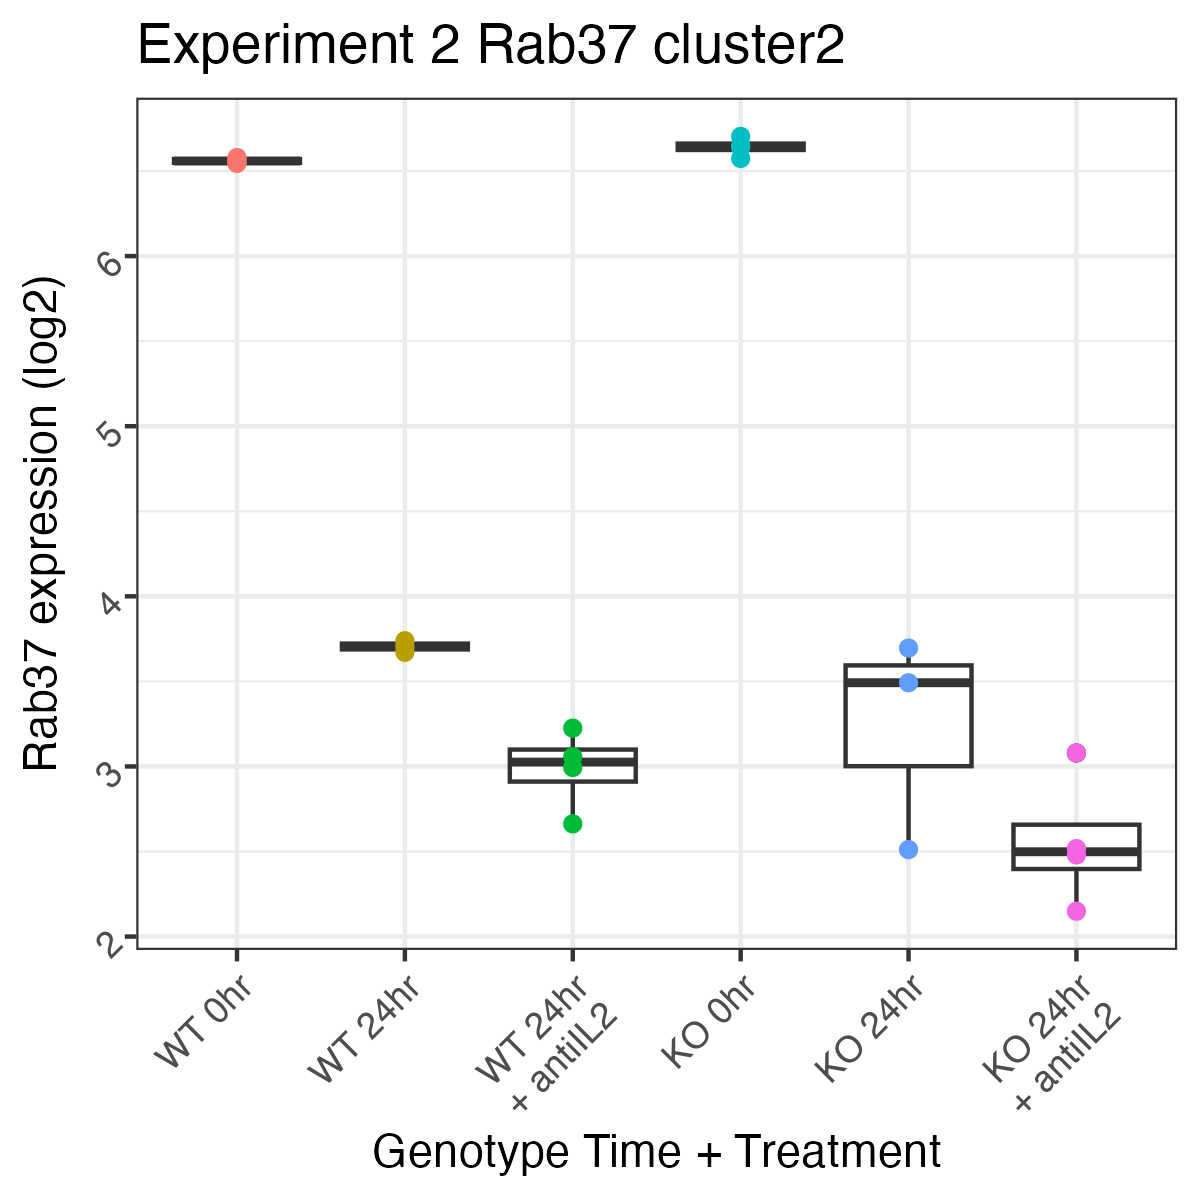 Experiment 2 Rab37 cluster2
Rab37 expression (log2)
6
5
4
3
2
WT 0hr
WT 24hr
WT 24hr
+ antiIL2
KO 0hr
KO 24hr
KO 24hr
+ antiIL2
Genotype Time + Treatment